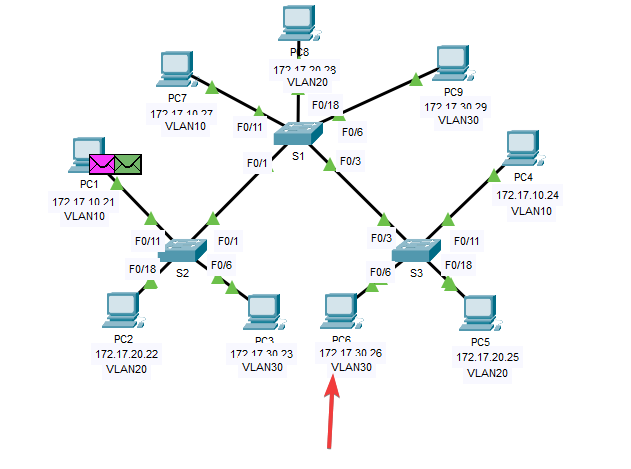 PC8
172.17.20.28
VLAN20
PC7
172.17.10.27
VLAN10
PC9
172.17.30.29
VLAN30
F0/18
F0/11
F0/6
S1
F0/1
F0/3
PC1
172.17.10.21
VLAN10
PC4
172.17.10.24
VLAN10
F0/11
F0/1
F0/3
F0/11
F0/18
S2
F0/6
F0/6
S3
F0/18
PC2
172.17.20.22
VLAN20
PC3
172.17.30.23
VLAN30
PC6
172.17.30.26
VLAN30
PC5
172.17.20.25
VLAN20